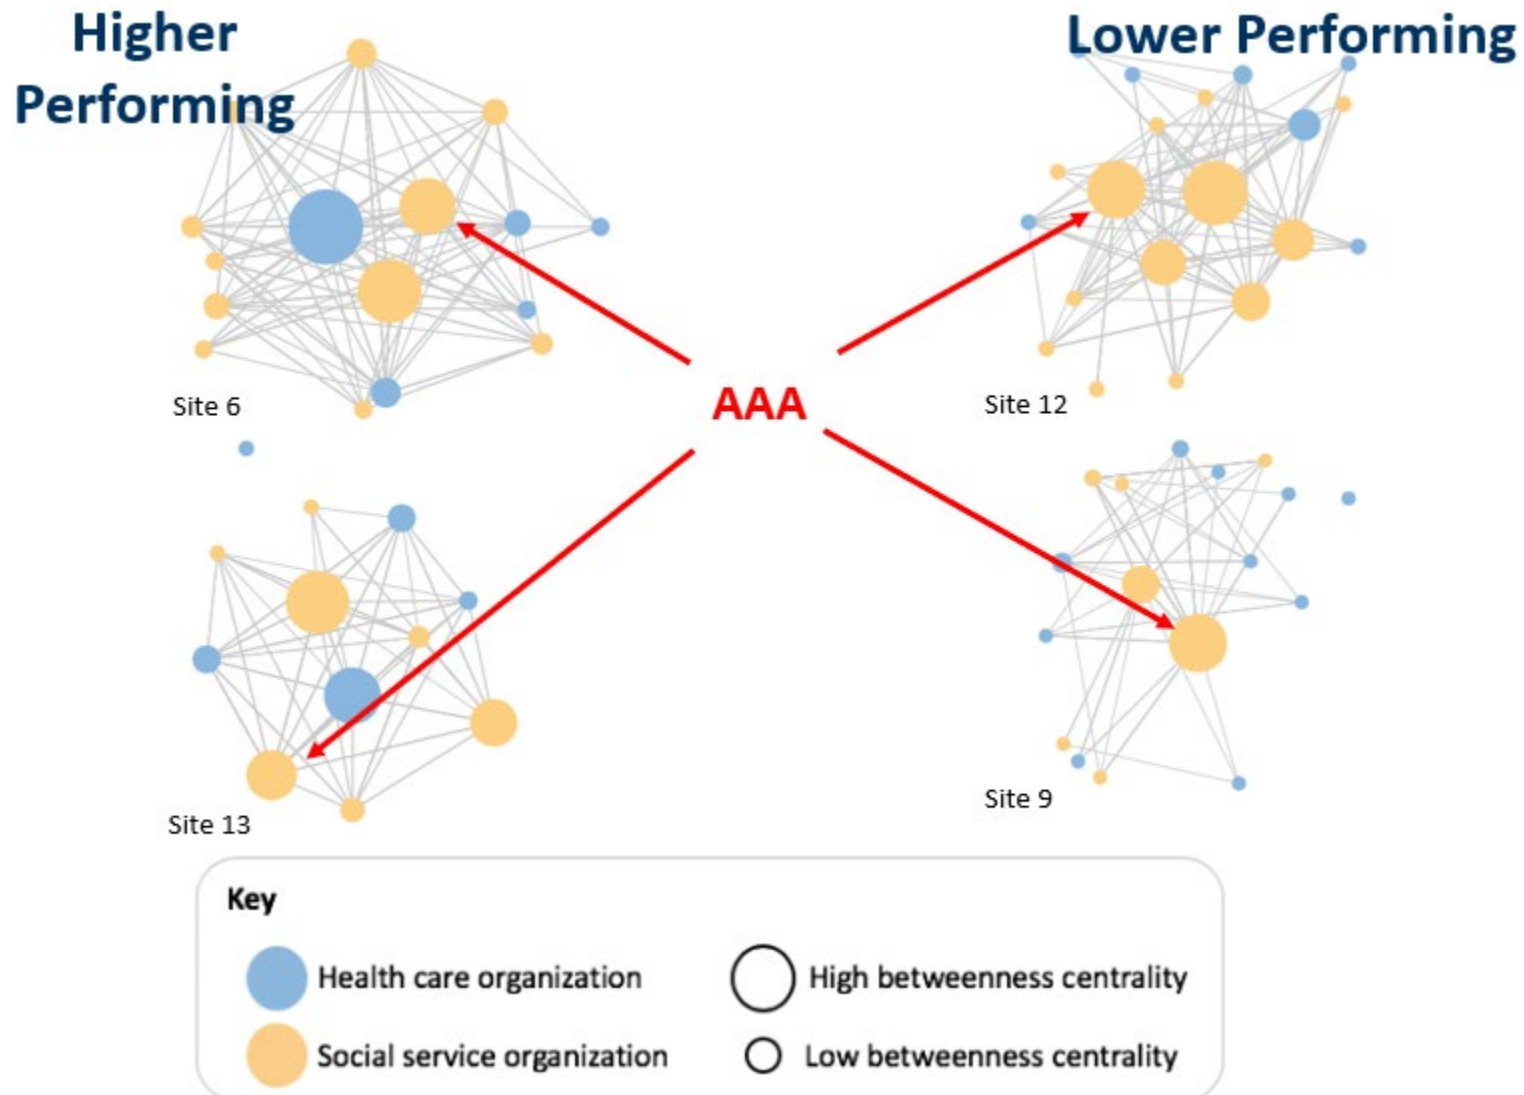 Higher
Performing
Lower Performing
AAA
Site 6
Site 12
Site 13
Site 9
Key
Health care organization
High betweenness centrality
Social service organization
Low betweenness centrality